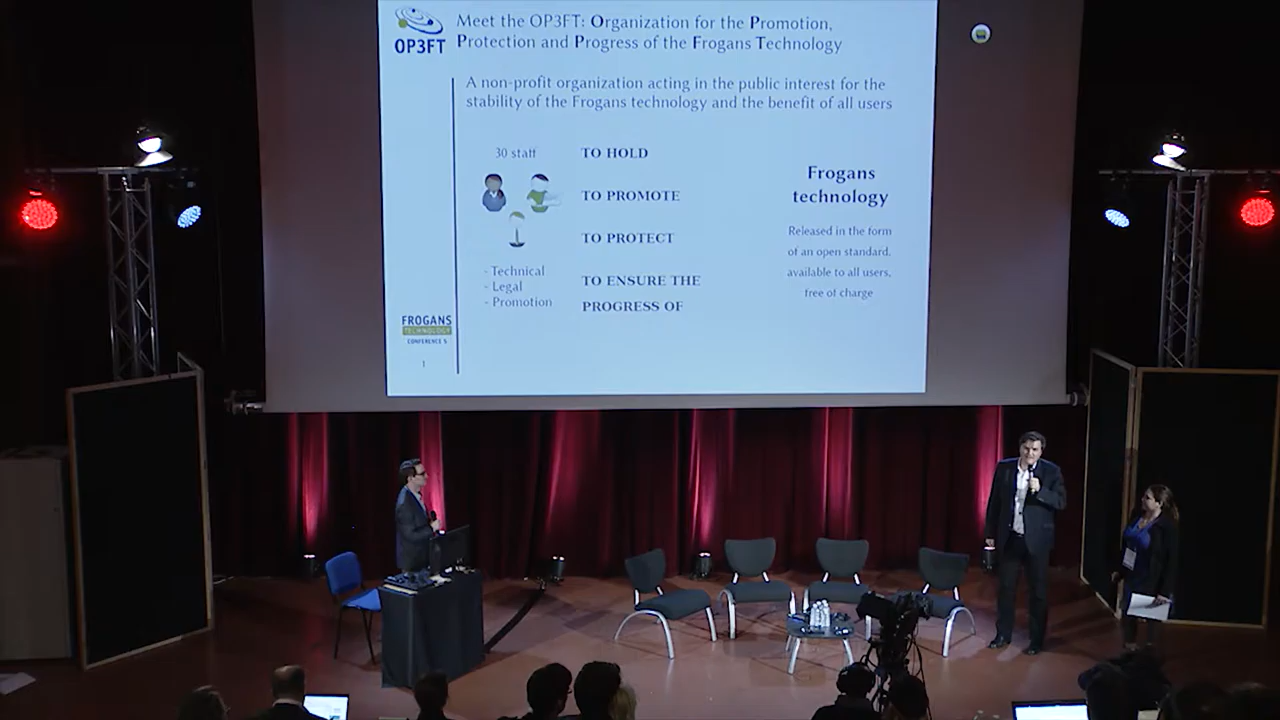 OP3FT
Meet the OP3FT: Organization for the Promotion,
Protection and Progress of the Frogans Technology
A non-profit organization acting in the public interest for the
stability of the Frogans technology and the benefit of all users
30 staff
- Technical
- Legal
- Promotion
TO HOLD
TO PROMOTE
TO PROTECT
TO ENSURE THE
PROGRESS OF
Frogans
technology
Released in the form
of an open standard,
available to all users,
free of charge
FROGANS
TECHNOLOGY
CONFERENCE 5
1